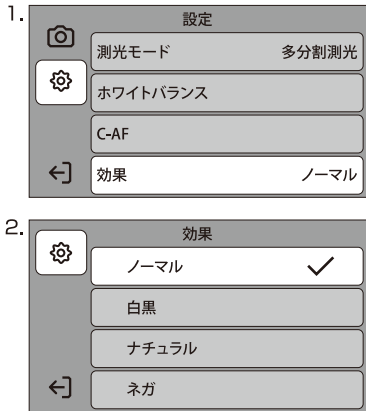 1.
設定
測光モード 多分割測光
ホワイトバランス
C-AF
効果 ノーマル
2.
効果
ノーマル
白黒
ナチュラル
ネガ